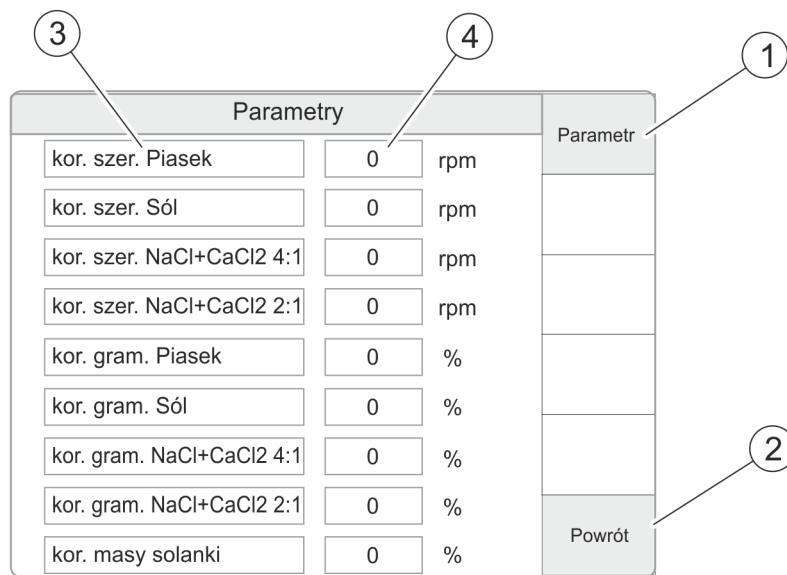 3
4
1
Parametry
Parametr
kor. szer. Piasek 0 rpm
kor. szer. Sól 0 rpm
kor. szer. NaCl+CaCl2 4:1 0 rpm
kor. szer. NaCl+CaCl2 2:1 0 rpm
kor. gram. Piasek 0 %
kor. gram. Sól 0 %
kor. gram. NaCl+CaCl2 4:1 0 %
2
kor. gram. NaCl+CaCl2 2:1 0 %
Powrót
kor. masy solanki 0 %